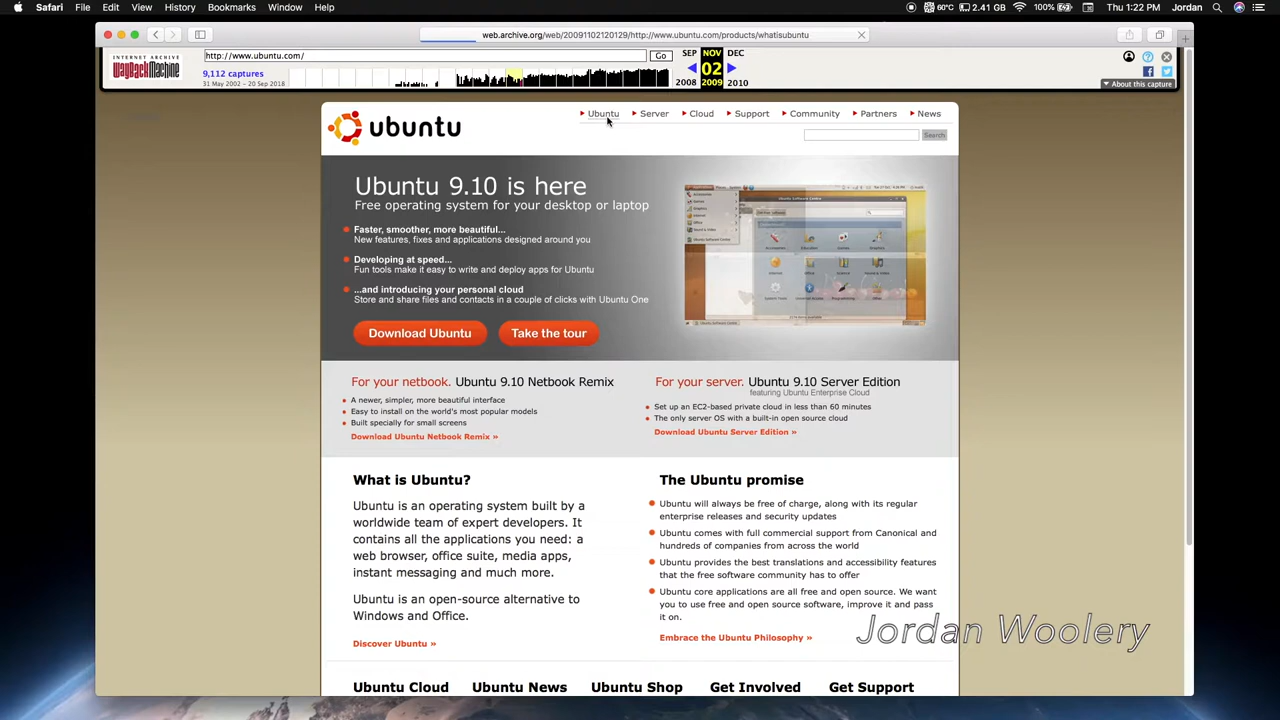 Safari File Edit View History Bookmarks Window Help
60°C 2.41 GB 100% Thu 1:22 PM Jordan
web.archive.org/web/20091102120129/http://www.ubuntu.com/products/whatisubuntu
INTERNET ARCHIVE
WayBackMachine
http://www.ubuntu.com/ Go
9,112 captures
31 May 2002 – 20 Sep 2018
SEP NOV DEC
02
2008 2009 2010
About this capture
ubuntu
Ubuntu Server Cloud Support Community Partners News
Search
Ubuntu 9.10 is here
Free operating system for your desktop or laptop
Faster, smoother, more beautiful...
New features, fixes and applications designed around you
Developing at speed...
Fun tools make it easy to write and deploy apps for Ubuntu
...and introducing your personal cloud
Store and share files and contacts in a couple of clicks with Ubuntu One
Download Ubuntu Take the tour
For your netbook. Ubuntu 9.10 Netbook Remix
A newer, simpler, more beautiful interface
Easy to install on the world's most popular models
Built specially for small screens
Download Ubuntu Netbook Remix »
For your server. Ubuntu 9.10 Server Edition
featuring Ubuntu Enterprise Cloud
Set up an EC2-based private cloud in less than 60 minutes
The only server OS with a built-in open source cloud
Download Ubuntu Server Edition »
What is Ubuntu?
Ubuntu is an operating system built by a
worldwide team of expert developers. It
contains all the applications you need: a
web browser, office suite, media apps,
instant messaging and much more.
Ubuntu is an open-source alternative to
Windows and Office.
Discover Ubuntu »
The Ubuntu promise
Ubuntu will always be free of charge, along with its regular
enterprise releases and security updates
Ubuntu comes with full commercial support from Canonical and
hundreds of companies from across the world
Ubuntu provides the best translations and accessibility features
that the free software community has to offer
Ubuntu core applications are all free and open source. We want
you to use free and open source software, improve it and pass
it on.
Embrace the Ubuntu Philosophy »
Jordan Woolery
Ubuntu Cloud Ubuntu News Ubuntu Shop Get Involved Get Support